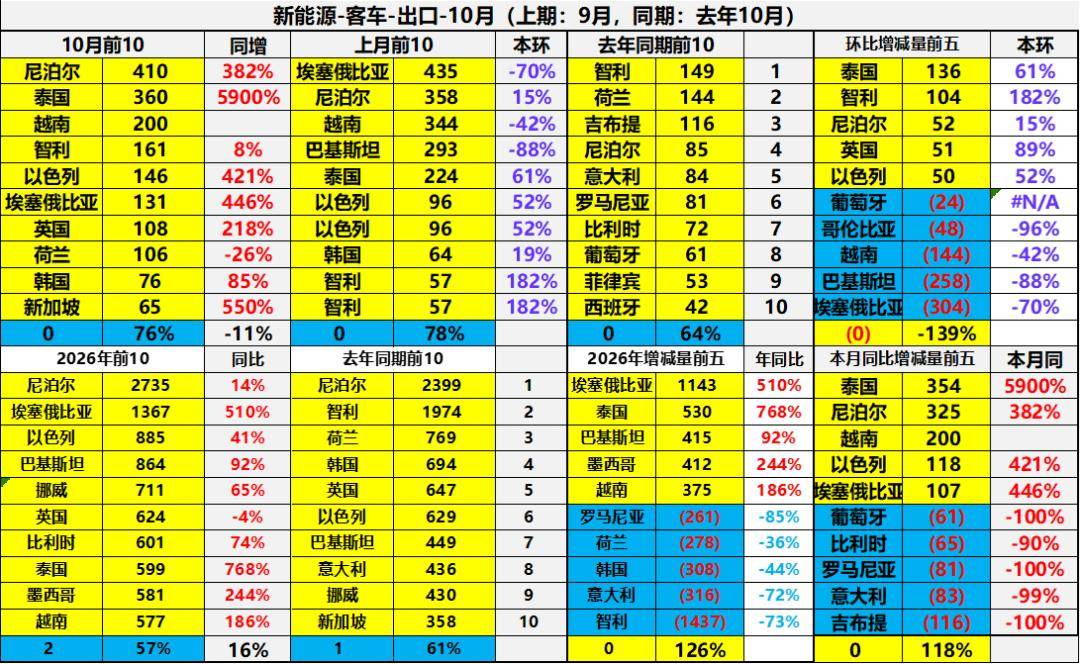 新能源-客车-出口-10月（上期：9月，同期：去年10月）
10月前10 同增 上月前10 本环 去年同期前10 环比增减量前五 本环
尼泊尔 410 382% 埃塞俄比亚 435 -70% 智利 149 1 泰国 136 61%
泰国 360 5900% 尼泊尔 358 15% 荷兰 144 2 智利 104 182%
越南 200 越南 344 -42% 吉布提 116 3 尼泊尔 52 15%
智利 161 8% 巴基斯坦 293 -88% 尼泊尔 85 4 英国 51 89%
以色列 146 421% 泰国 224 61% 意大利 84 5 以色列 50 52%
埃塞俄比亚 131 446% 以色列 96 52% 罗马尼亚 81 6 葡萄牙 (24) #N/A
英国 108 218% 以色列 96 52% 比利时 72 7 哥伦比亚 (48) -96%
荷兰 106 -26% 韩国 64 19% 葡萄牙 61 8 越南 (144) -42%
韩国 76 85% 智利 57 182% 菲律宾 53 9 巴基斯坦 (258) -88%
新加坡 65 550% 智利 57 182% 西班牙 42 10 埃塞俄比亚 (304) -70%
0 76% -11% 0 78% 0 64% (0) -139%
2026年前10 同比 去年同期前10 2026年增减量前五 年同比 本月同比增减量前五 本月同
尼泊尔 2735 14% 尼泊尔 2399 1 埃塞俄比亚 1143 510% 泰国 354 5900%
埃塞俄比亚 1367 510% 智利 1974 2 泰国 530 768% 尼泊尔 325 382%
以色列 885 41% 荷兰 769 3 巴基斯坦 415 92% 越南 200
巴基斯坦 864 92% 韩国 694 4 墨西哥 412 244% 以色列 118 421%
挪威 711 65% 英国 647 5 越南 375 186% 埃塞俄比亚 107 446%
英国 624 -4% 以色列 629 6 罗马尼亚 (261) -85% 葡萄牙 (61) -100%
比利时 601 74% 巴基斯坦 449 7 荷兰 (278) -36% 比利时 (65) -90%
泰国 599 768% 意大利 436 8 韩国 (308) -44% 罗马尼亚 (81) -100%
墨西哥 581 244% 挪威 430 9 意大利 (316) -72% 意大利 (83) -99%
越南 577 186% 新加坡 358 10 智利 (1437) -73% 吉布提 (116) -100%
2 57% 16% 1 61% 0 126% 0 118%